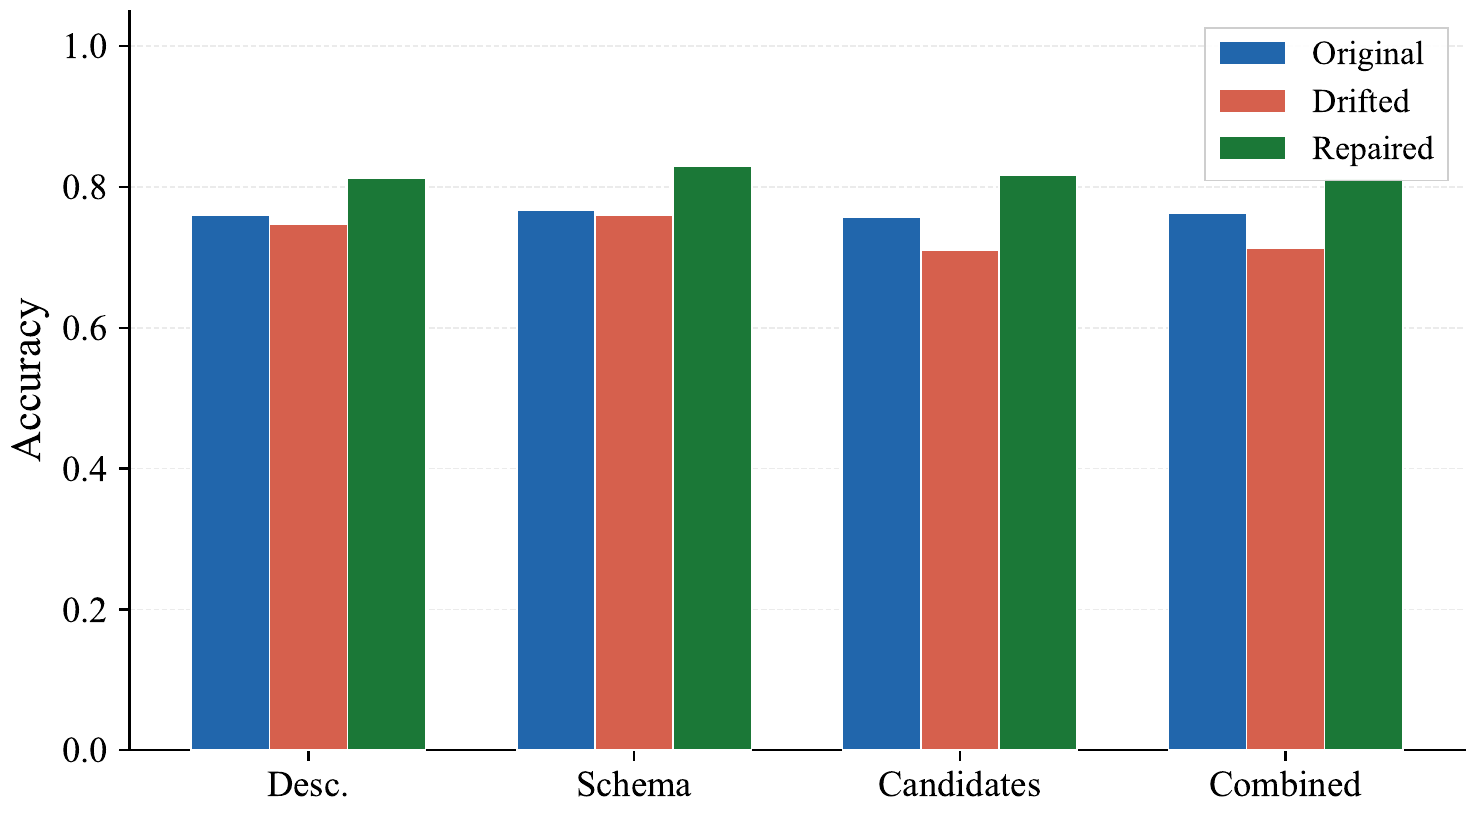 1.0
0.8
0.6
0.4
0.2
0.0
Accuracy
Original
Drifted
Repaired
Desc.
Schema
Candidates
Combined